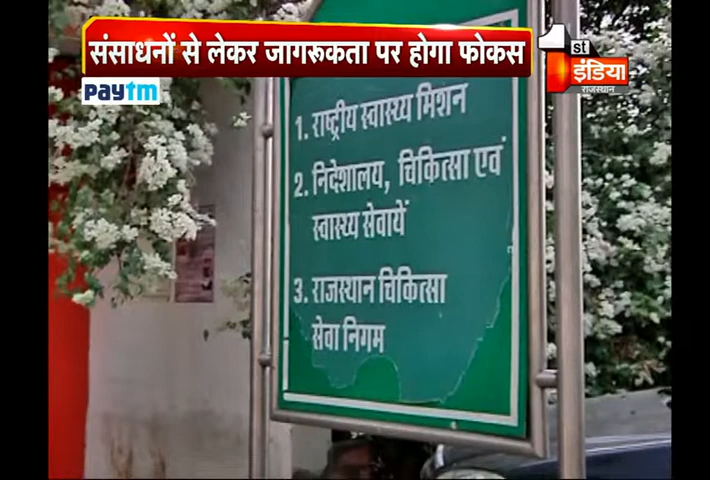 संसाधनों से लेकर जागरूकता पर होगा फोकस
1st
इंडिया
राजस्थान
Paytm
1. राष्ट्रीय स्वास्थ्य मिशन
2. निदेशालय, चिकित्सा एवं
स्वास्थ्य सेवायें
3. राजस्थान चिकित्सा
सेवा निगम